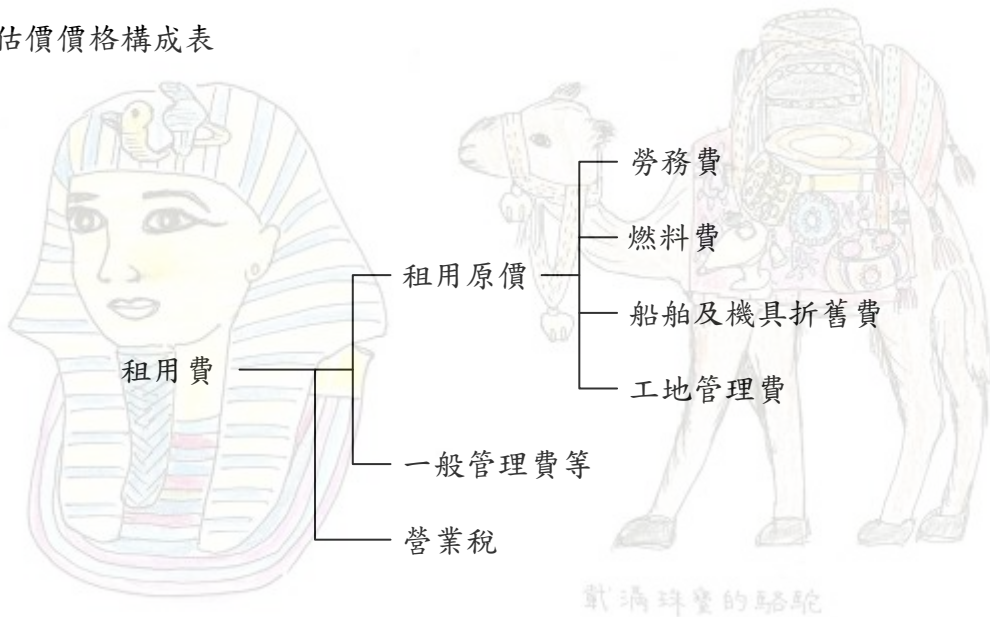 估價價格構成表
勞務費
燃料費
租用原價
船舶及機具折舊費
租用費
工地管理費
一般管理費等
營業稅
戴滿珠寶的駱駝